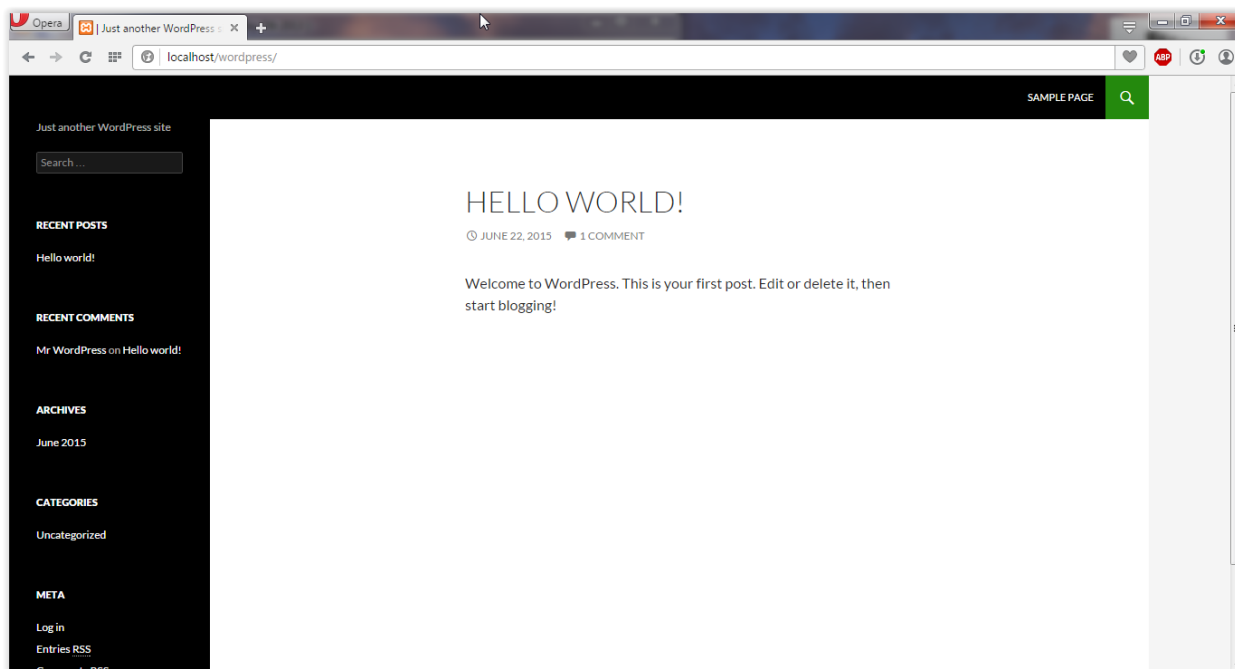 Opera
| Just another WordPress s
localhost/wordpress/
ABP
SAMPLE PAGE
Just another WordPress site
Search ...
HELLO WORLD!
JUNE 22, 2015 1 COMMENT
Welcome to WordPress. This is your first post. Edit or delete it, then
start blogging!
RECENT POSTS
Hello world!
RECENT COMMENTS
Mr WordPress on Hello world!
ARCHIVES
June 2015
CATEGORIES
Uncategorized
META
Log in
Entries RSS